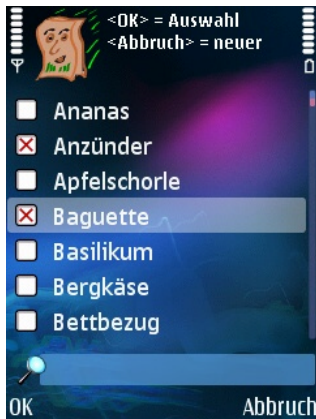 <OK> = Auswahl
<Abbruch> = neuer
Ananas
Anzünder
Apfelschorle
Baguette
Basilikum
Bergkäse
Bettbezug
OK
Abbruch